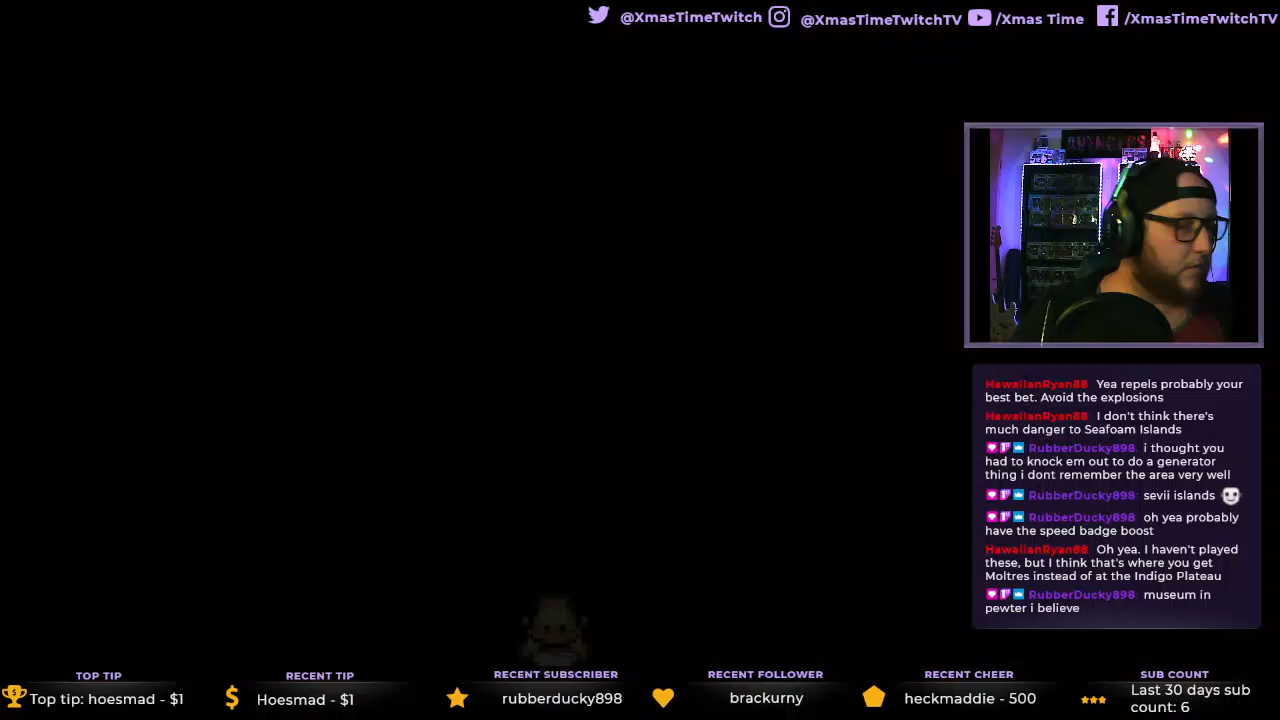 @XmasTimeTwitch @XmasTimeTwitchTV /Xmas Time /XmasTimeTwitchTV
HawaiianRyan88 Yea repels probably your
best bet. Avoid the explosions
HawaiianRyan88 I don't think there's
much danger to Seafoam Islands
RubberDucky898 i thought you
had to knock em out to do a generator
thing i dont remember the area very well
RubberDucky898 sevii islands
RubberDucky898 oh yea probably
have the speed badge boost
HawaiianRyan88 Oh yea. I haven't played
these, but I think that's where you get
Moltres instead of at the Indigo Plateau
RubberDucky898 museum in
pewter i believe
TOP TIP
Top tip: hoesmad - $1
RECENT TIP
Hoesmad - $1
RECENT SUBSCRIBER
rubberducky898
RECENT FOLLOWER
brackurny
RECENT CHEER
heckmaddie - 500
SUB COUNT
Last 30 days sub
count: 6